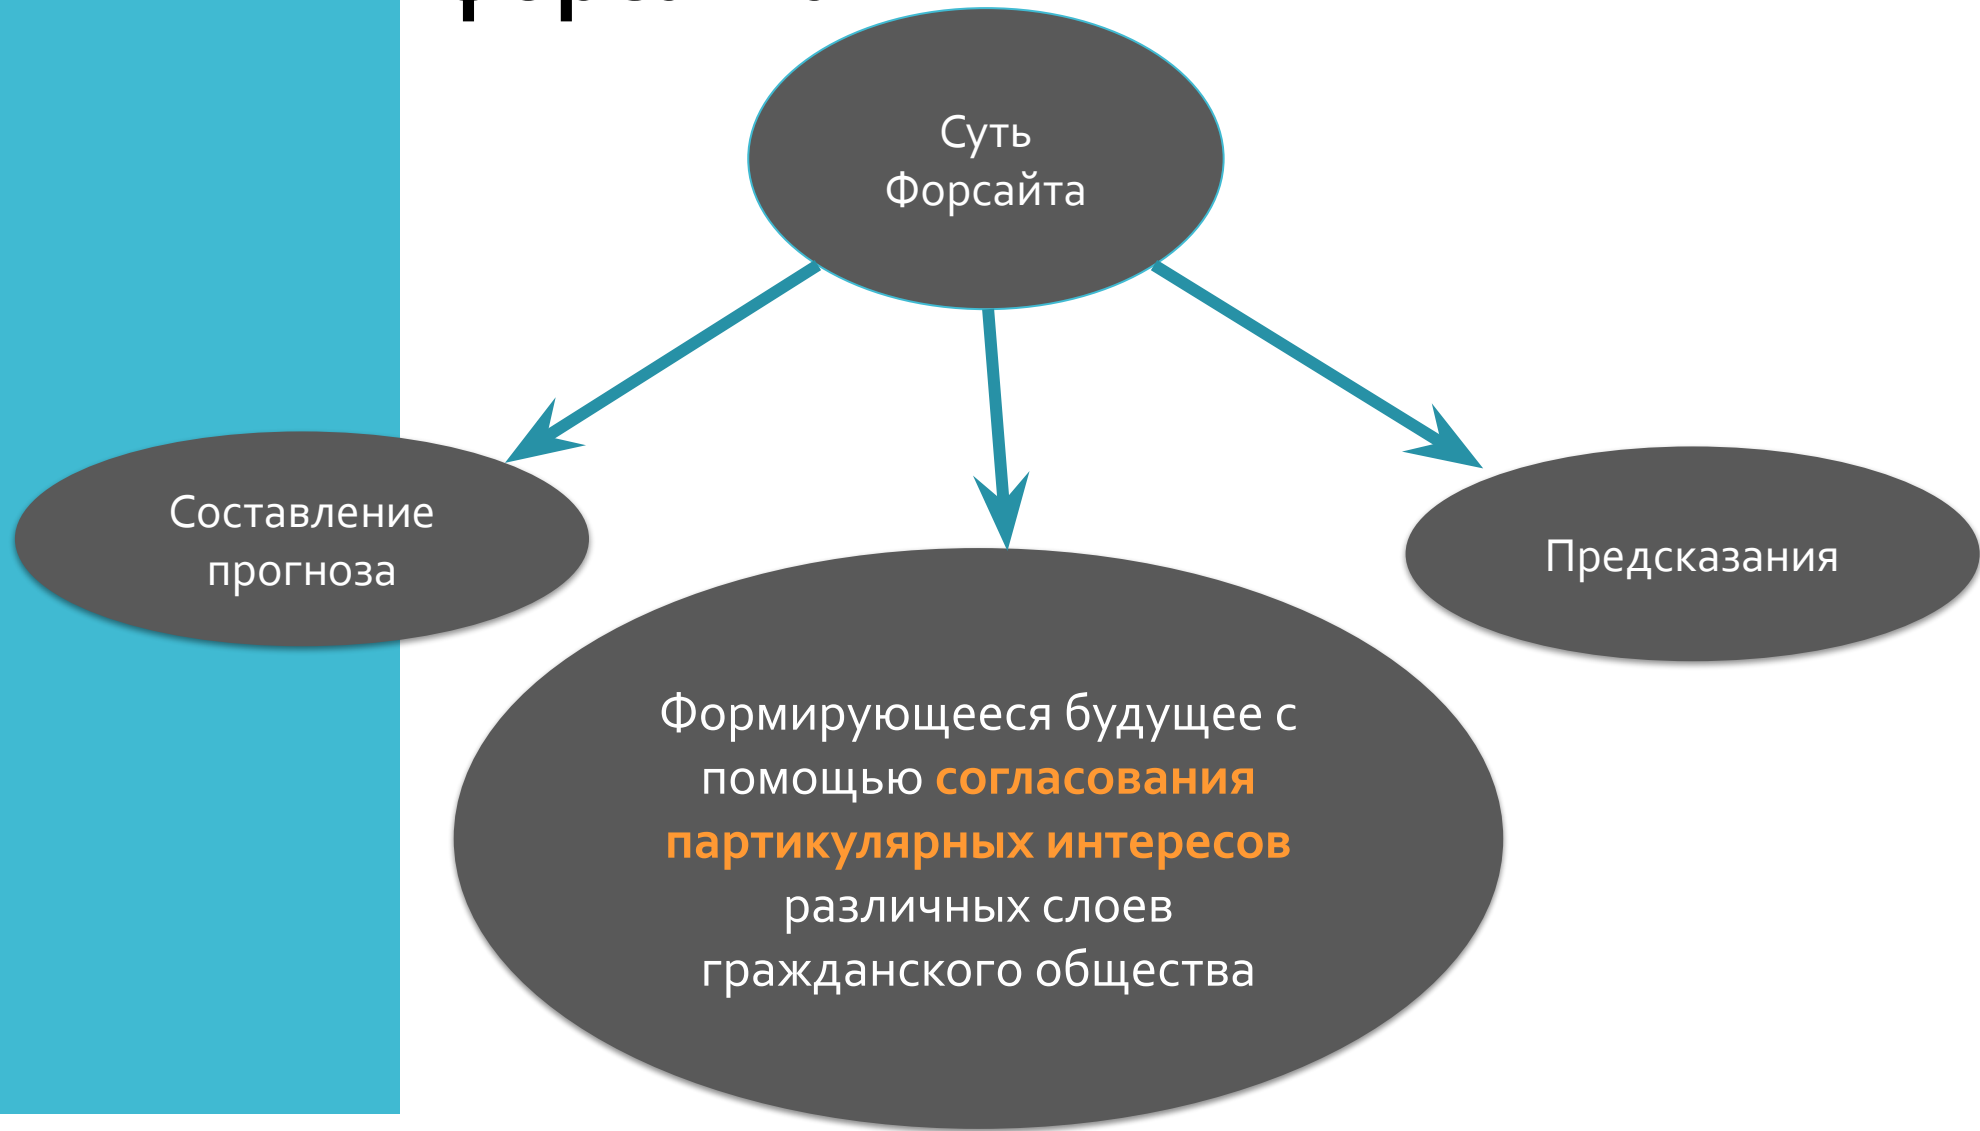 Суть
Форсайта
Составление
прогноза
Предсказания
Формирующееся будущее с
помощью согласования
партикулярных интересов
различных слоев
гражданского общества